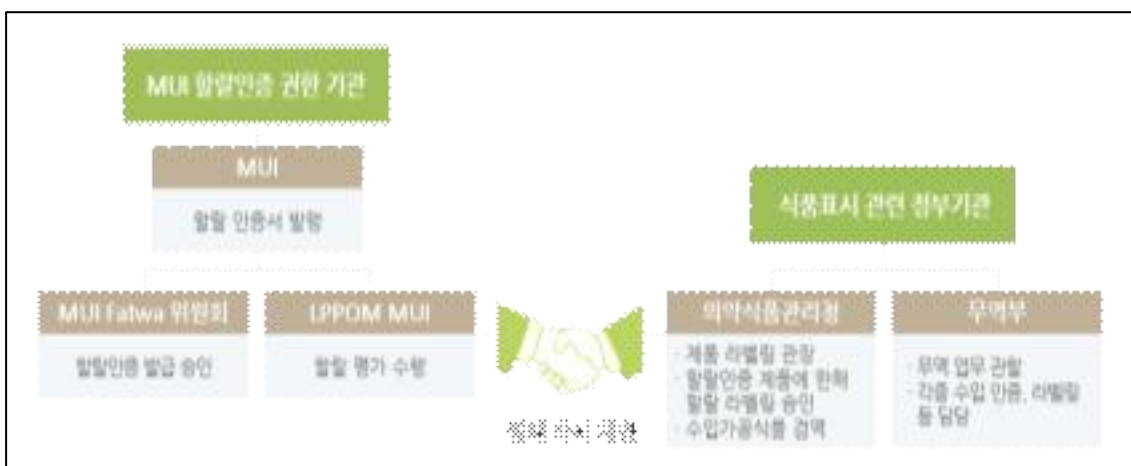 MUI 할랄인증 권한 기관
MUI
할랄 인증서 발행
MUI Fatwa 위원회
할랄인증 발급 승인
LPPOM MUI
할랄 평가 수행
식품표시 관련 정부기관
의약식품관리청
· 제품 라벨링 관장
· 할랄인증 제품에 한해
할랄 라벨링 승인
· 수입가공식품 검역
무역부
· 무역 업무 관할
· 각종 수입 인증, 라벨링
등 담당